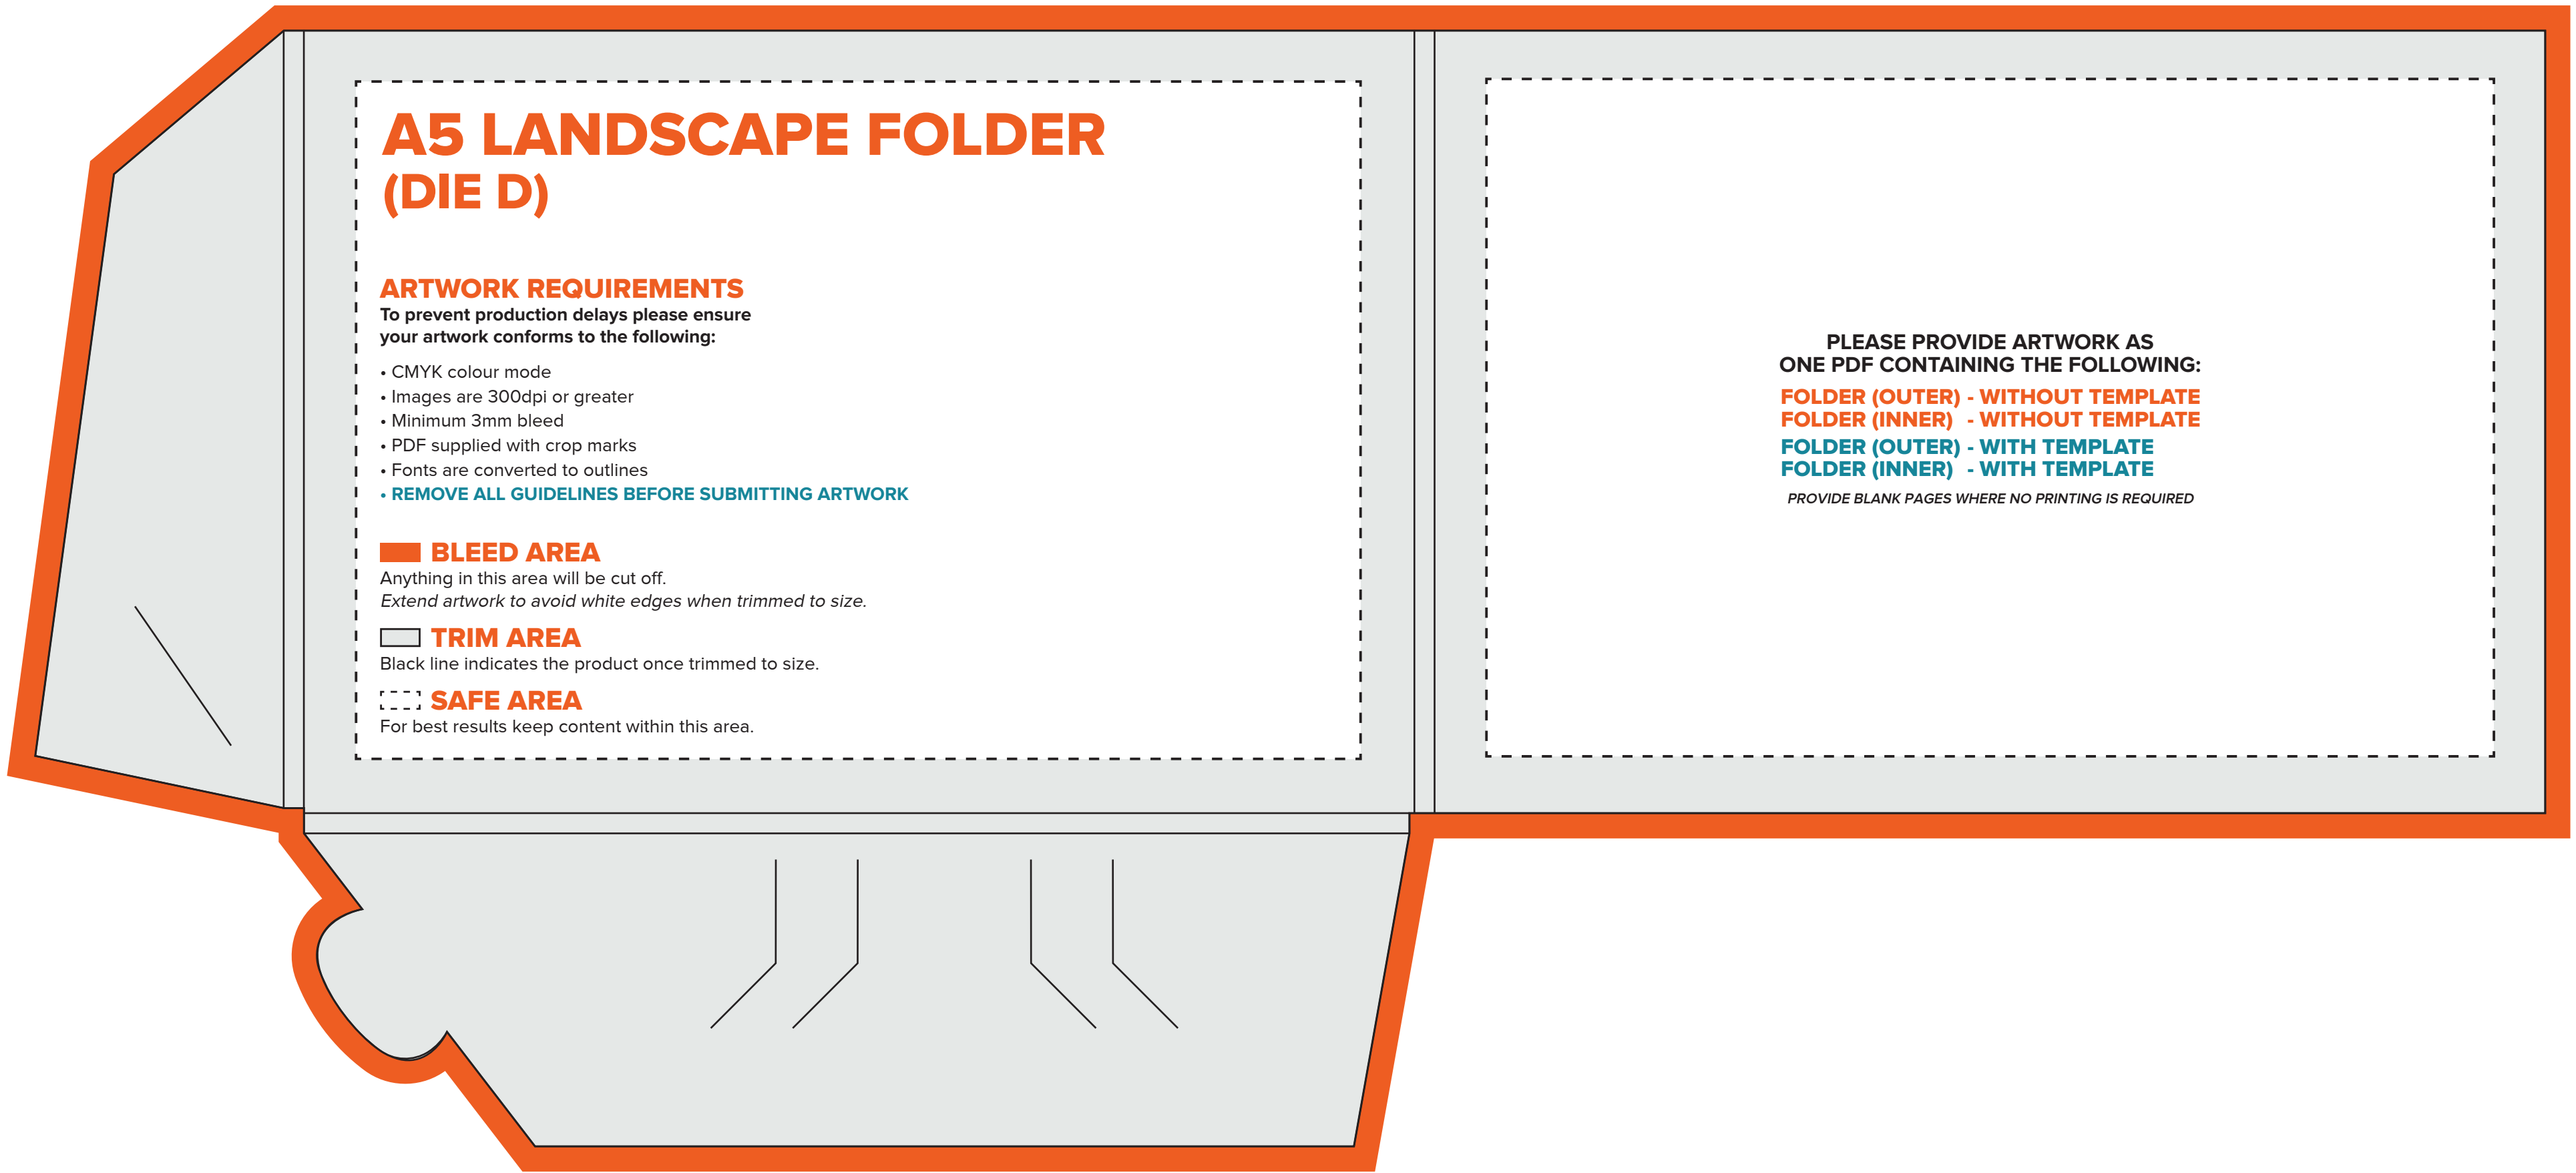 A5 LANDSCAPE FOLDER
(DIE D)
ARTWORK REQUIREMENTS
To prevent production delays please ensure
your artwork conforms to the following:
• CMYK colour mode
• Images are 300dpi or greater
• Minimum 3mm bleed
• PDF supplied with crop marks
• Fonts are converted to outlines
• REMOVE ALL GUIDELINES BEFORE SUBMITTING ARTWORK
BLEED AREA
Anything in this area will be cut off.
Extend artwork to avoid white edges when trimmed to size.
TRIM AREA
Black line indicates the product once trimmed to size.
SAFE AREA
For best results keep content within this area.
PLEASE PROVIDE ARTWORK AS
ONE PDF CONTAINING THE FOLLOWING:
FOLDER (OUTER) - WITHOUT TEMPLATE
FOLDER (INNER) - WITHOUT TEMPLATE
FOLDER (OUTER) - WITH TEMPLATE
FOLDER (INNER) - WITH TEMPLATE
PROVIDE BLANK PAGES WHERE NO PRINTING IS REQUIRED